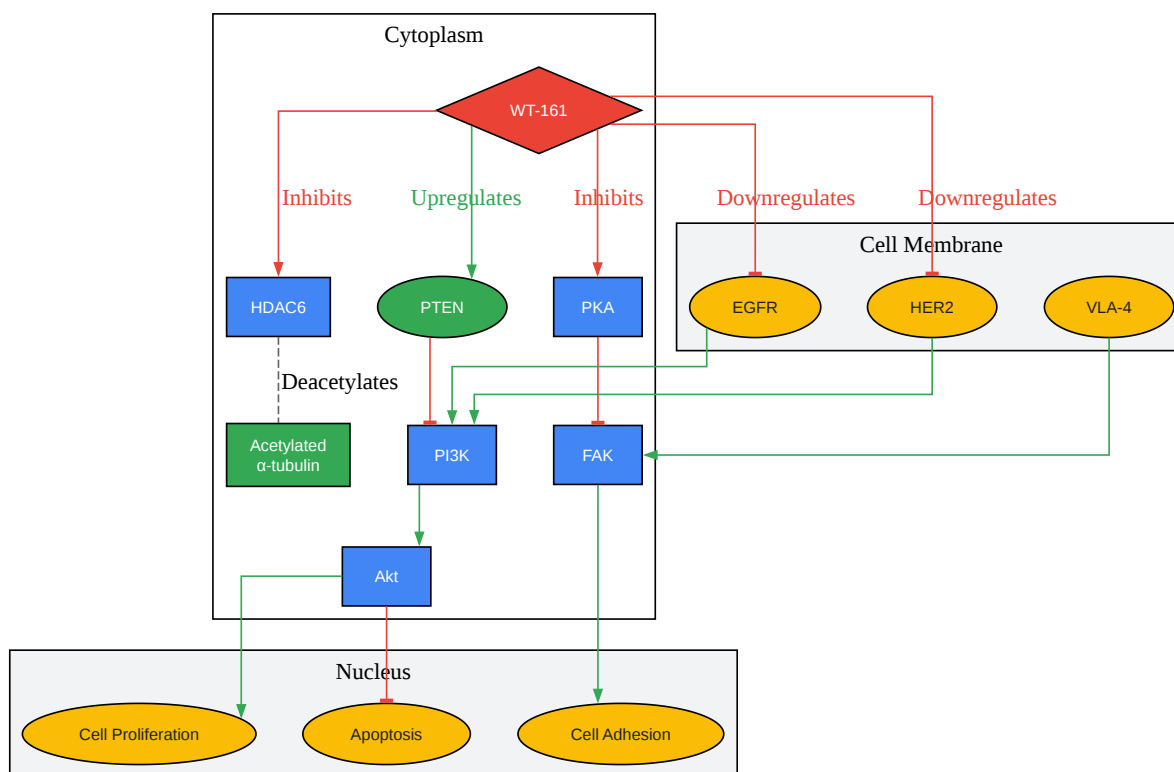 Cytoplasm
WT-161
Inhibits
Upregulates
Inhibits
Downregulates
Downregulates
Cell Membrane
HDAC6
PTEN
PKA
EGFR
HER2
VLA-4
Deacetylates
Acetylated
α-tubulin
PI3K
FAK
Akt
Nucleus
Cell Proliferation
Apoptosis
Cell Adhesion